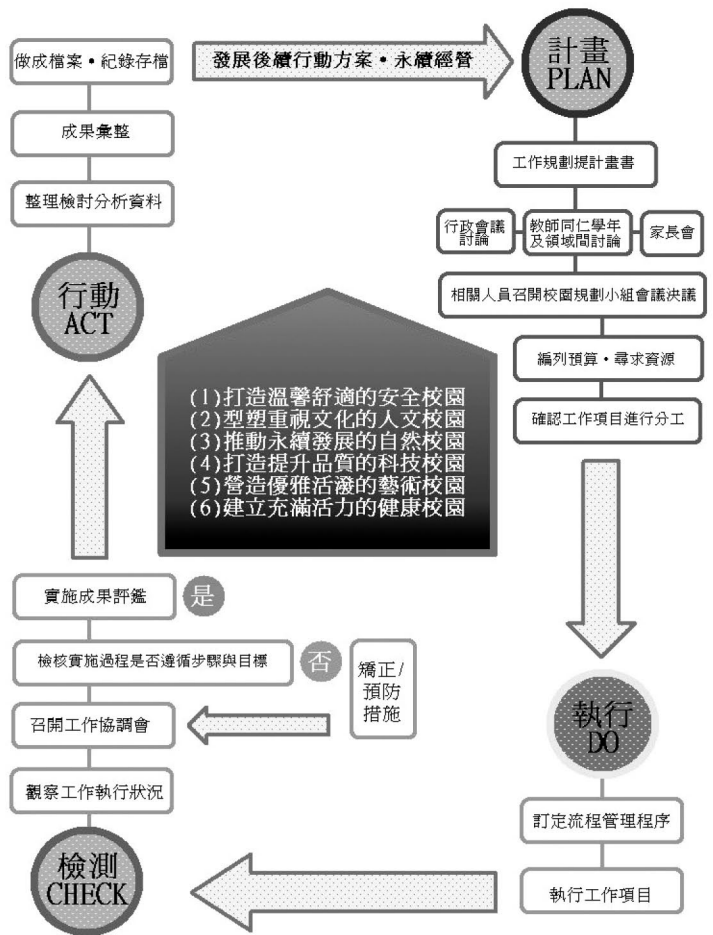 做成檔案•紀錄存檔
成果彙整
整理檢討分析資料
行動
ACT
發展後續行動方案•永續經營
計畫
PLAN
工作規劃提計畫書
行政會議
討論
教師同仁學年
及領域間討論
家長會
相關人員召開校園規劃小組會議決議
編列預算•尋求資源
確認工作項目進行分工
(1)打造溫馨舒適的安全校園
(2)型塑重視文化的人文校園
(3)推動永續發展的自然校園
(4)打造提升品質的科技校園
(5)營造優雅活潑的藝術校園
(6)建立充滿活力的健康校園
執行
DO
訂定流程管理程序
執行工作項目
實施成果評鑑
是
檢核實施過程是否遵循步驟與目標
否
矯正/
預防
措施
召開工作協調會
觀察工作執行狀況
檢測
CHECK